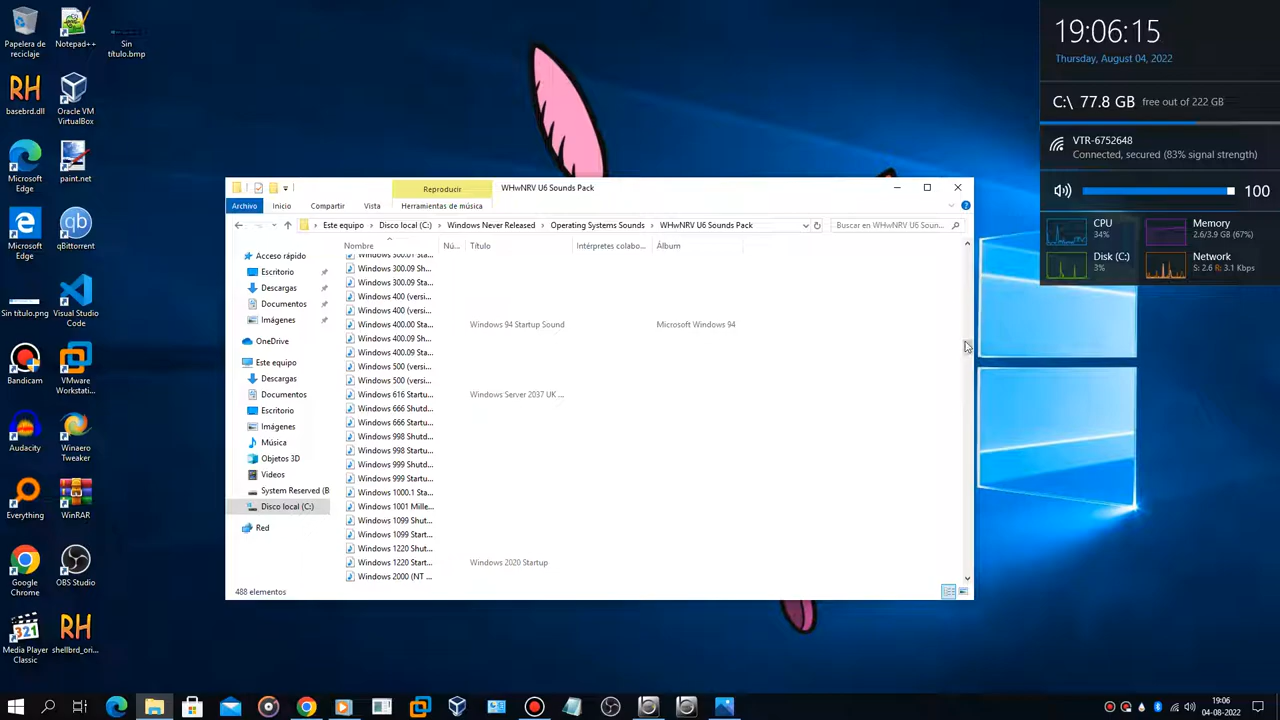 Papelera de
reciclaje
Notepad++
Sin
título.bmp
RH
basebrd.dll
Oracle VM
VirtualBox
Microsoft
Edge
paint.net
Microsoft
Edge
qBittorrent
Sin título.png
Visual Studio
Code
Bandicam
VMware
Workstati...
Audacity
Winaero
Tweaker
Everything
WinRAR
Google
Chrome
OBS Studio
321
Media Player
Classic
RH
shellbrd_ori...
19:06:15
Thursday, August 04, 2022
C:\ 77.8 GB free out of 222 GB
VTR-6752648
Connected, secured (83% signal strength)
100
CPU
34%
Memory
2.6/3.9 GB (67%)
Disk (C:)
3%
Network
S: 2.6 R: 3.1 Kbps
Reproducir
WHwNRV U6 Sounds Pack
Archivo Inicio Compartir Vista Herramientas de música
Este equipo > Disco local (C:) > Windows Never Released > Operating Systems Sounds > WHwNRV U6 Sounds Pack
Buscar en WHwNRV U6 Soun...
Nombre Nú... Título Intérpretes colabo... Álbum
Acceso rápido
Escritorio
Descargas
Documentos
Imágenes
OneDrive
Este equipo
Descargas
Documentos
Escritorio
Imágenes
Música
Objetos 3D
Vídeos
System Reserved (B
Disco local (C:)
Red
Windows 300.09 Sh...
Windows 300.09 Sta...
Windows 400 (versi...
Windows 400 (versi...
Windows 400.00 Sta... Windows 94 Startup Sound Microsoft Windows 94
Windows 400.09 Sh...
Windows 400.09 Sta...
Windows 500 (versi...
Windows 500 (versi...
Windows 616 Startu... Windows Server 2037 UK ...
Windows 666 Shutd...
Windows 666 Startu...
Windows 998 Shutd...
Windows 998 Startu...
Windows 999 Shutd...
Windows 999 Startu...
Windows 1000.1 Sta...
Windows 1001 Mille...
Windows 1099 Shut...
Windows 1099 Start...
Windows 1220 Shut...
Windows 1220 Start... Windows 2020 Startup
Windows 2000 (NT ...
488 elementos
19:06
04-08-2022